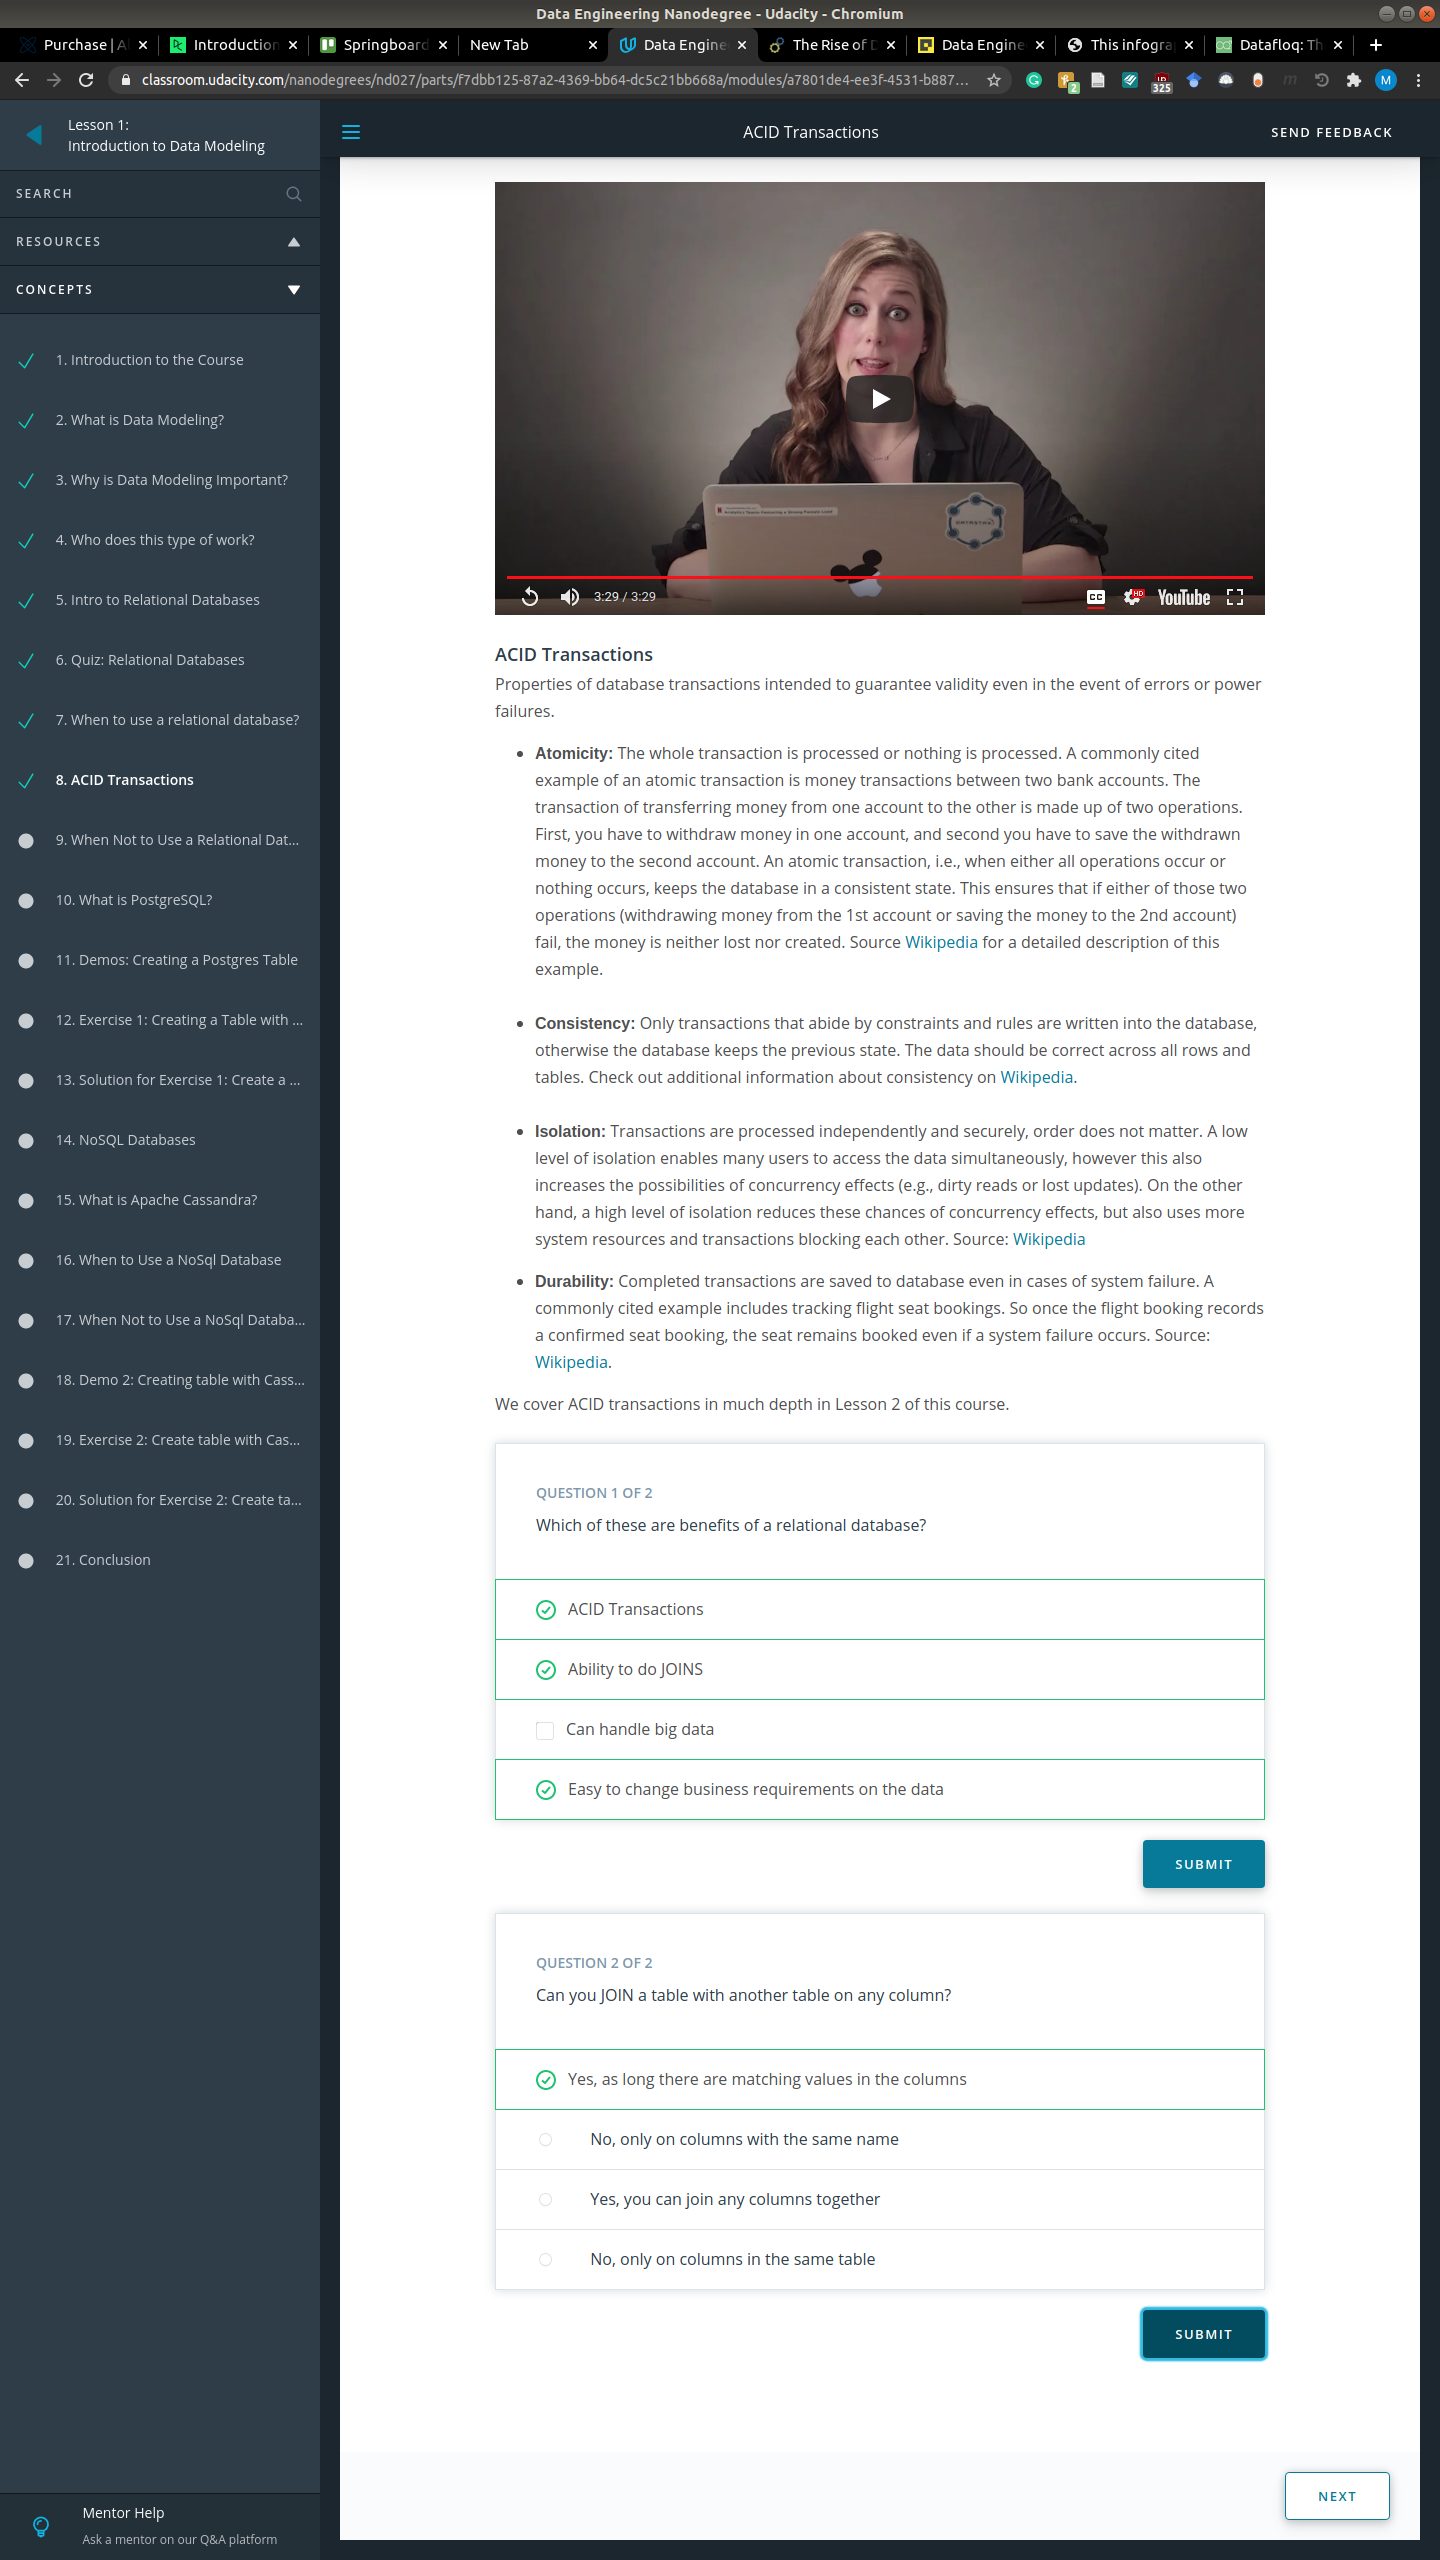 Data Engineering Nanodegree - Udacity - Chromium
Purchase | A
Introduction
Springboard
New Tab
Data Engine
The Rise of D
Data Engine
This infogra
Datafloq: Th
classroom.udacity.com/nanodegrees/nd027/parts/f7dbb125-87a2-4369-bb64-dc5c21bb668a/modules/a7801de4-ee3f-4531-b887...
2
325
M
Lesson 1:
Introduction to Data Modeling
ACID Transactions
SEND FEEDBACK
SEARCH
RESOURCES
CONCEPTS
1. Introduction to the Course
2. What is Data Modeling?
3. Why is Data Modeling Important?
4. Who does this type of work?
5. Intro to Relational Databases
6. Quiz: Relational Databases
7. When to use a relational database?
8. ACID Transactions
9. When Not to Use a Relational Dat...
10. What is PostgreSQL?
11. Demos: Creating a Postgres Table
12. Exercise 1: Creating a Table with ...
13. Solution for Exercise 1: Create a ...
14. NoSQL Databases
15. What is Apache Cassandra?
16. When to Use a NoSql Database
17. When Not to Use a NoSql Databa...
18. Demo 2: Creating table with Cass...
19. Exercise 2: Create table with Cas...
20. Solution for Exercise 2: Create ta...
21. Conclusion
Mentor Help
Ask a mentor on our Q&A platform
3:29 / 3:29
CC
HD
YouTube
ACID Transactions
Properties of database transactions intended to guarantee validity even in the event of errors or power
failures.
Atomicity: The whole transaction is processed or nothing is processed. A commonly cited
example of an atomic transaction is money transactions between two bank accounts. The
transaction of transferring money from one account to the other is made up of two operations.
First, you have to withdraw money in one account, and second you have to save the withdrawn
money to the second account. An atomic transaction, i.e., when either all operations occur or
nothing occurs, keeps the database in a consistent state. This ensures that if either of those two
operations (withdrawing money from the 1st account or saving the money to the 2nd account)
fail, the money is neither lost nor created. Source Wikipedia for a detailed description of this
example.
Consistency: Only transactions that abide by constraints and rules are written into the database,
otherwise the database keeps the previous state. The data should be correct across all rows and
tables. Check out additional information about consistency on Wikipedia.
Isolation: Transactions are processed independently and securely, order does not matter. A low
level of isolation enables many users to access the data simultaneously, however this also
increases the possibilities of concurrency effects (e.g., dirty reads or lost updates). On the other
hand, a high level of isolation reduces these chances of concurrency effects, but also uses more
system resources and transactions blocking each other. Source: Wikipedia
Durability: Completed transactions are saved to database even in cases of system failure. A
commonly cited example includes tracking flight seat bookings. So once the flight booking records
a confirmed seat booking, the seat remains booked even if a system failure occurs. Source:
Wikipedia.
We cover ACID transactions in much depth in Lesson 2 of this course.
QUESTION 1 OF 2
Which of these are benefits of a relational database?
ACID Transactions
Ability to do JOINS
Can handle big data
Easy to change business requirements on the data
SUBMIT
QUESTION 2 OF 2
Can you JOIN a table with another table on any column?
Yes, as long there are matching values in the columns
No, only on columns with the same name
Yes, you can join any columns together
No, only on columns in the same table
SUBMIT
NEXT